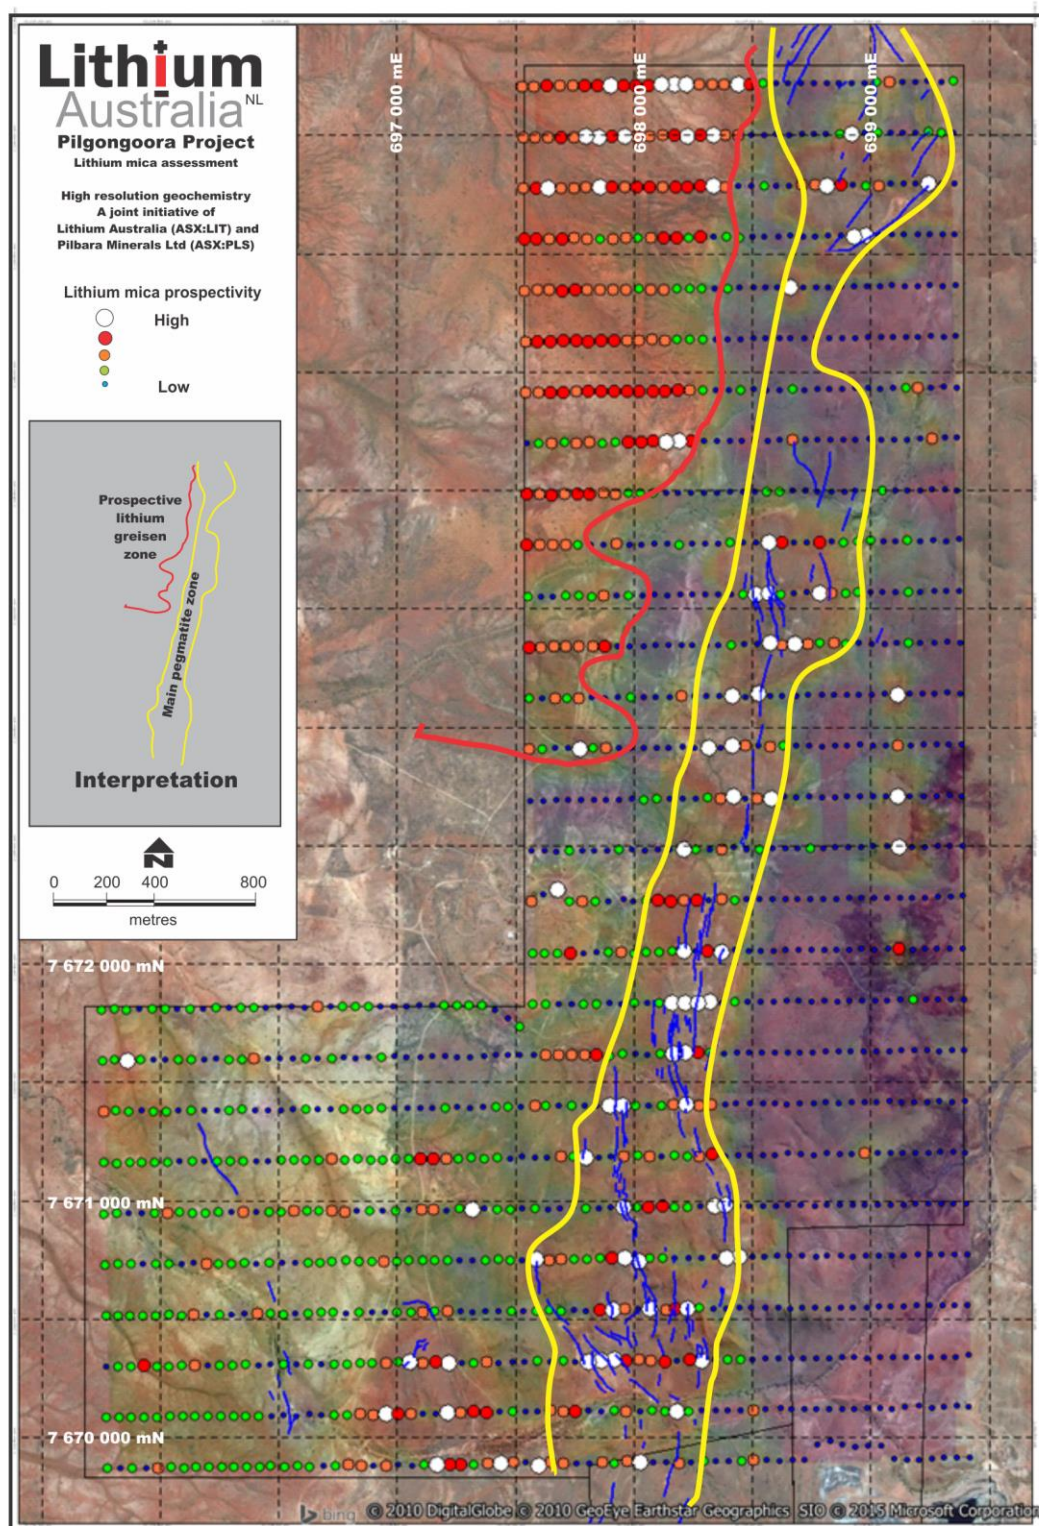 Lithium
Australia NL
Pilgongoora Project
Lithium mica assessment
High resolution geochemistry
A joint initiative of
Lithium Australia (ASX:LIT) and
Pilbara Minerals Ltd (ASX:PLS)
Lithium mica prospectivity
High
Low
Prospective
lithium
greisen
zone
Main pegmatite zone
Interpretation
N
0 200 400 800
metres
697 000 mE
698 000 mE
699 000 mE
7 672 000 mN
7 671 000 mN
7 670 000 mN
bing © 2010 DigitalGlobe © 2010 GeoEye Earthstar Geographics SIO © 2015 Microsoft Corporation